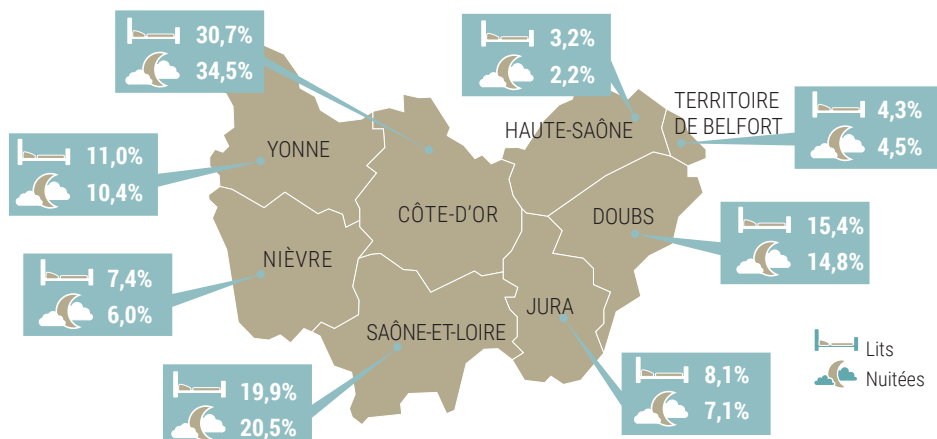 30,7%
34,5%
3,2%
2,2%
TERRITOIRE
DE BELFORT
4,3%
4,5%
HAUTE-SAÔNE
YONNE
11,0%
10,4%
CÔTE-D'OR
DOUBS
15,4%
14,8%
NIÈVRE
7,4%
6,0%
JURA
SAÔNE-ET-LOIRE
Lits
Nuitées
19,9%
20,5%
8,1%
7,1%